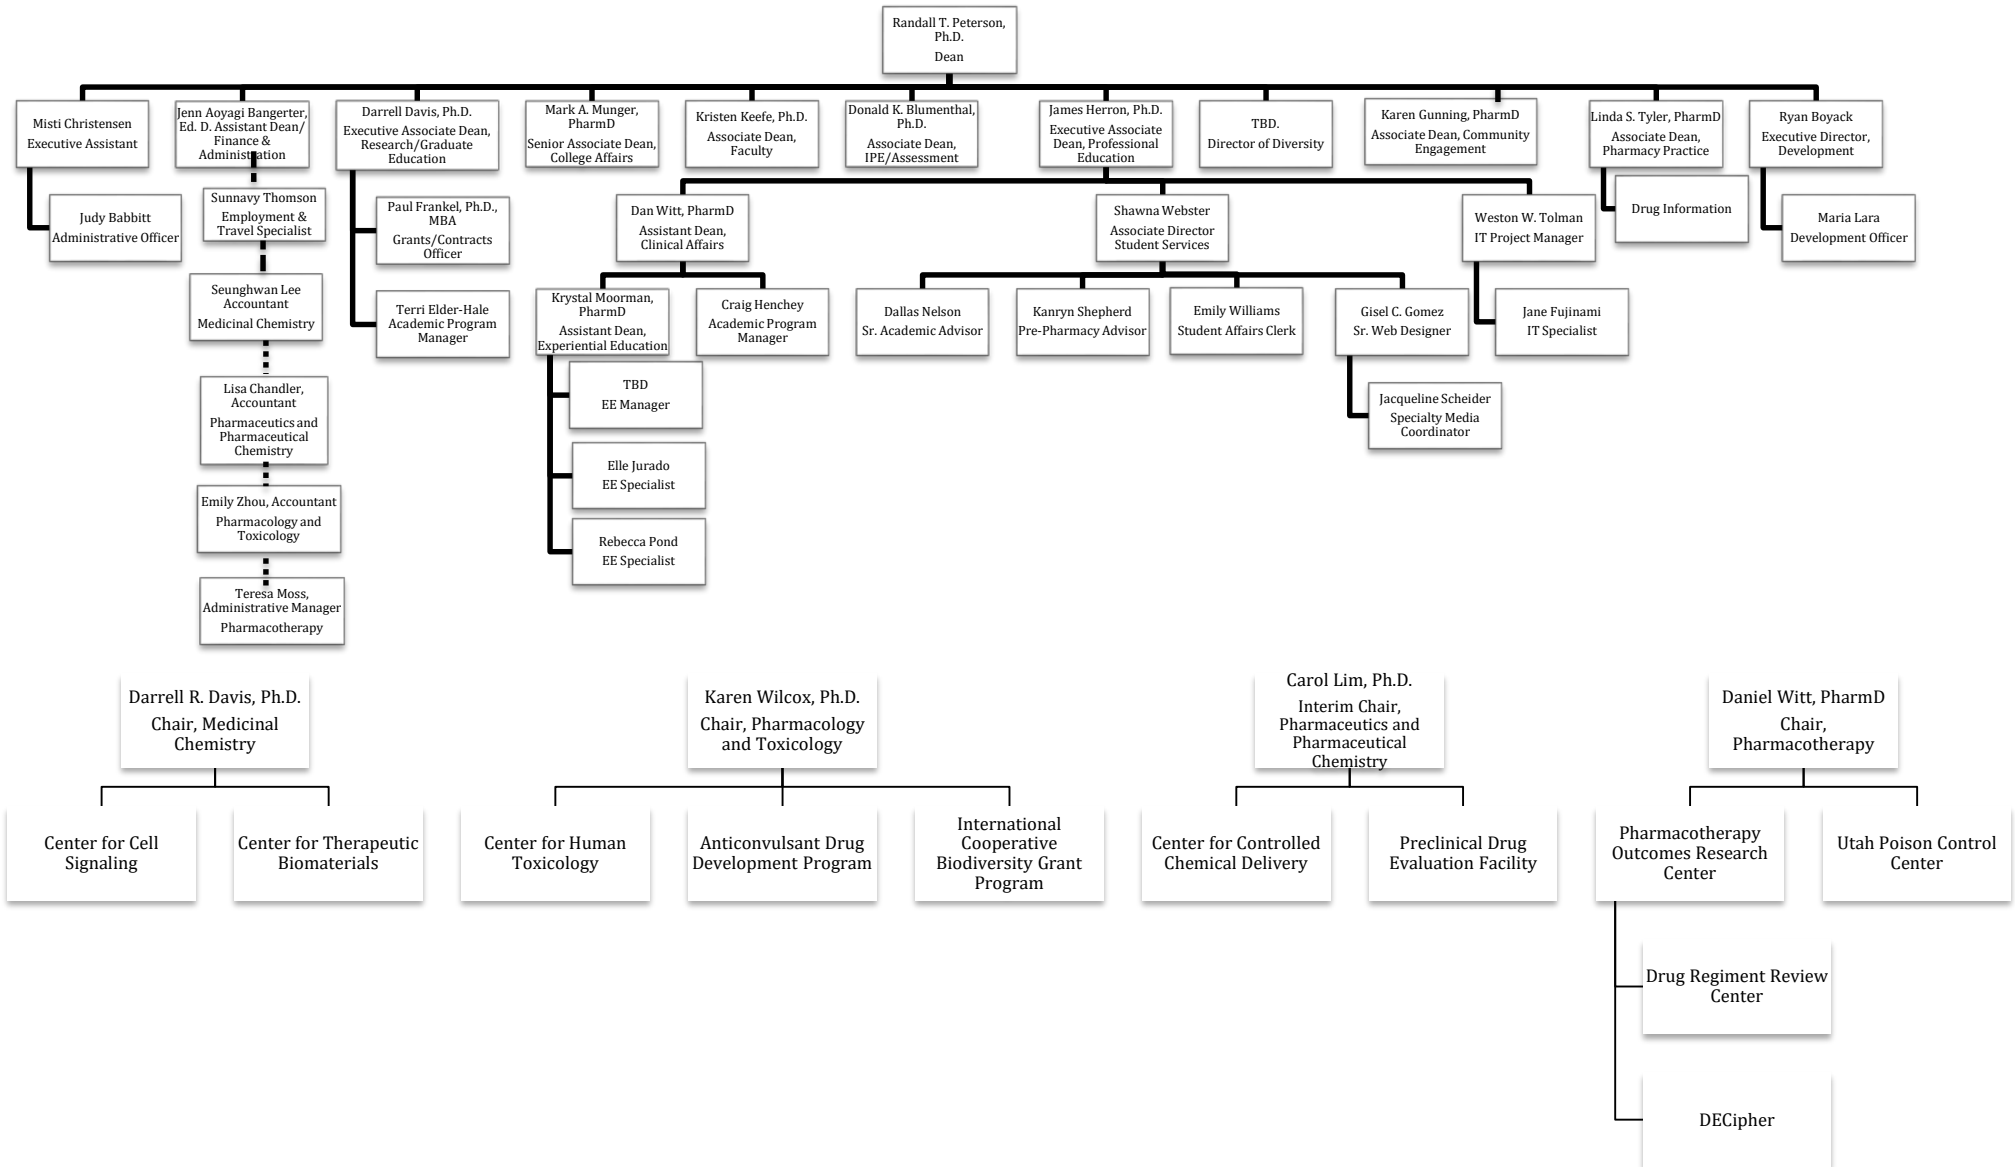 Randall T. Peterson,
Ph.D.
Dean
Misti Christensen
Executive Assistant
Jenn Aoyagi Bangerter,
Ed. D. Assistant Dean/
Finance &
Administration
Darrell Davis, Ph.D.
Executive Associate Dean,
Research/Graduate
Education
Mark A. Munger,
PharmD
Senior Associate Dean,
College Affairs
Kristen Keefe, Ph.D.
Associate Dean,
Faculty
Donald K. Blumenthal,
Ph.D.
Associate Dean,
IPE/Assessment
James Herron, Ph.D.
Executive Associate
Dean, Professional
Education
TBD.
Director of Diversity
Karen Gunning, PharmD
Associate Dean, Community
Engagement
Linda S. Tyler, PharmD
Associate Dean,
Pharmacy Practice
Ryan Boyack
Executive Director,
Development
Judy Babbitt
Administrative Officer
Sunnavy Thomson
Employment &
Travel Specialist
Paul Frankel, Ph.D.,
MBA
Grants/Contracts
Officer
Dan Witt, PharmD
Assistant Dean,
Clinical Affairs
Shawna Webster
Associate Director
Student Services
Weston W. Tolman
IT Project Manager
Drug Information
Maria Lara
Development Officer
Seunghwan Lee
Accountant
Medicinal Chemistry
Terri Elder-Hale
Academic Program
Manager
Krystal Moorman,
PharmD
Assistant Dean,
Experiential Education
Craig Henchey
Academic Program
Manager
Dallas Nelson
Sr. Academic Advisor
Kanryn Shepherd
Pre-Pharmacy Advisor
Emily Williams
Student Affairs Clerk
Gisel C. Gomez
Sr. Web Designer
Jane Fujinami
IT Specialist
Lisa Chandler,
Accountant
Pharmaceutics and
Pharmaceutical
Chemistry
TBD
EE Manager
Jacqueline Scheider
Specialty Media
Coordinator
Elle Jurado
EE Specialist
Emily Zhou, Accountant
Pharmacology and
Toxicology
Rebecca Pond
EE Specialist
Teresa Moss,
Administrative Manager
Pharmacotherapy
Darrell R. Davis, Ph.D.
Chair, Medicinal
Chemistry
Karen Wilcox, Ph.D.
Chair, Pharmacology
and Toxicology
Carol Lim, Ph.D.
Interim Chair,
Pharmaceutics and
Pharmaceutical
Chemistry
Daniel Witt, PharmD
Chair,
Pharmacotherapy
Center for Cell
Signaling
Center for Therapeutic
Biomaterials
Center for Human
Toxicology
Anticonvulsant Drug
Development Program
International
Cooperative
Biodiversity Grant
Program
Center for Controlled
Chemical Delivery
Preclinical Drug
Evaluation Facility
Pharmacotherapy
Outcomes Research
Center
Utah Poison Control
Center
Drug Regiment Review
Center
DECipher